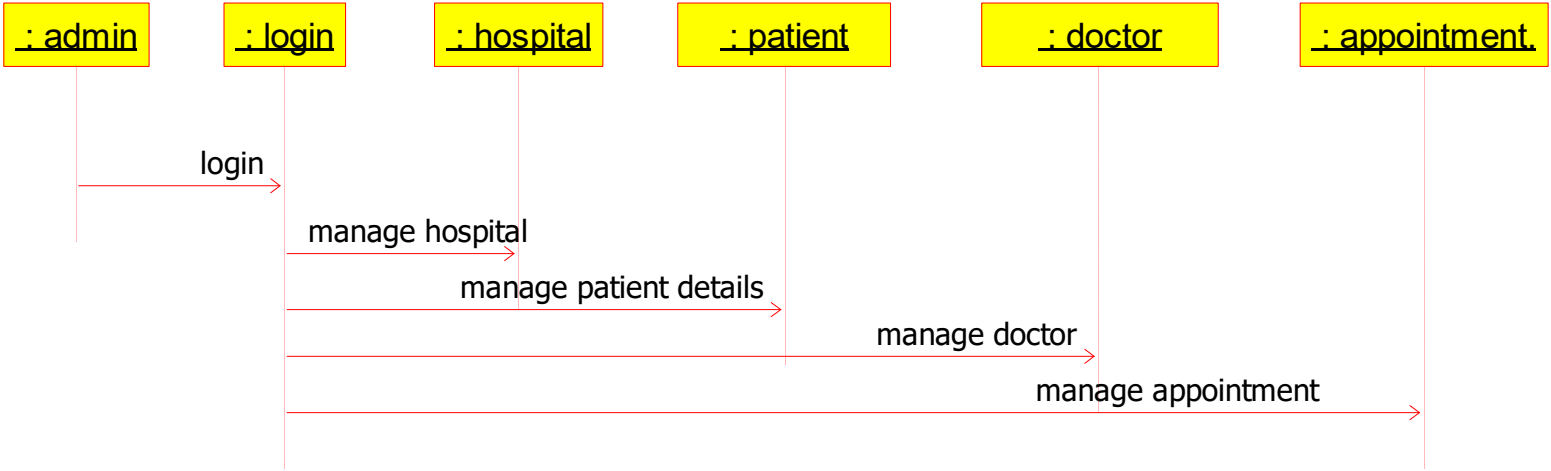 : admin
: login
: hospital
: patient
: doctor
: appointment.
login
manage hospital
manage patient details
manage doctor
manage appointment